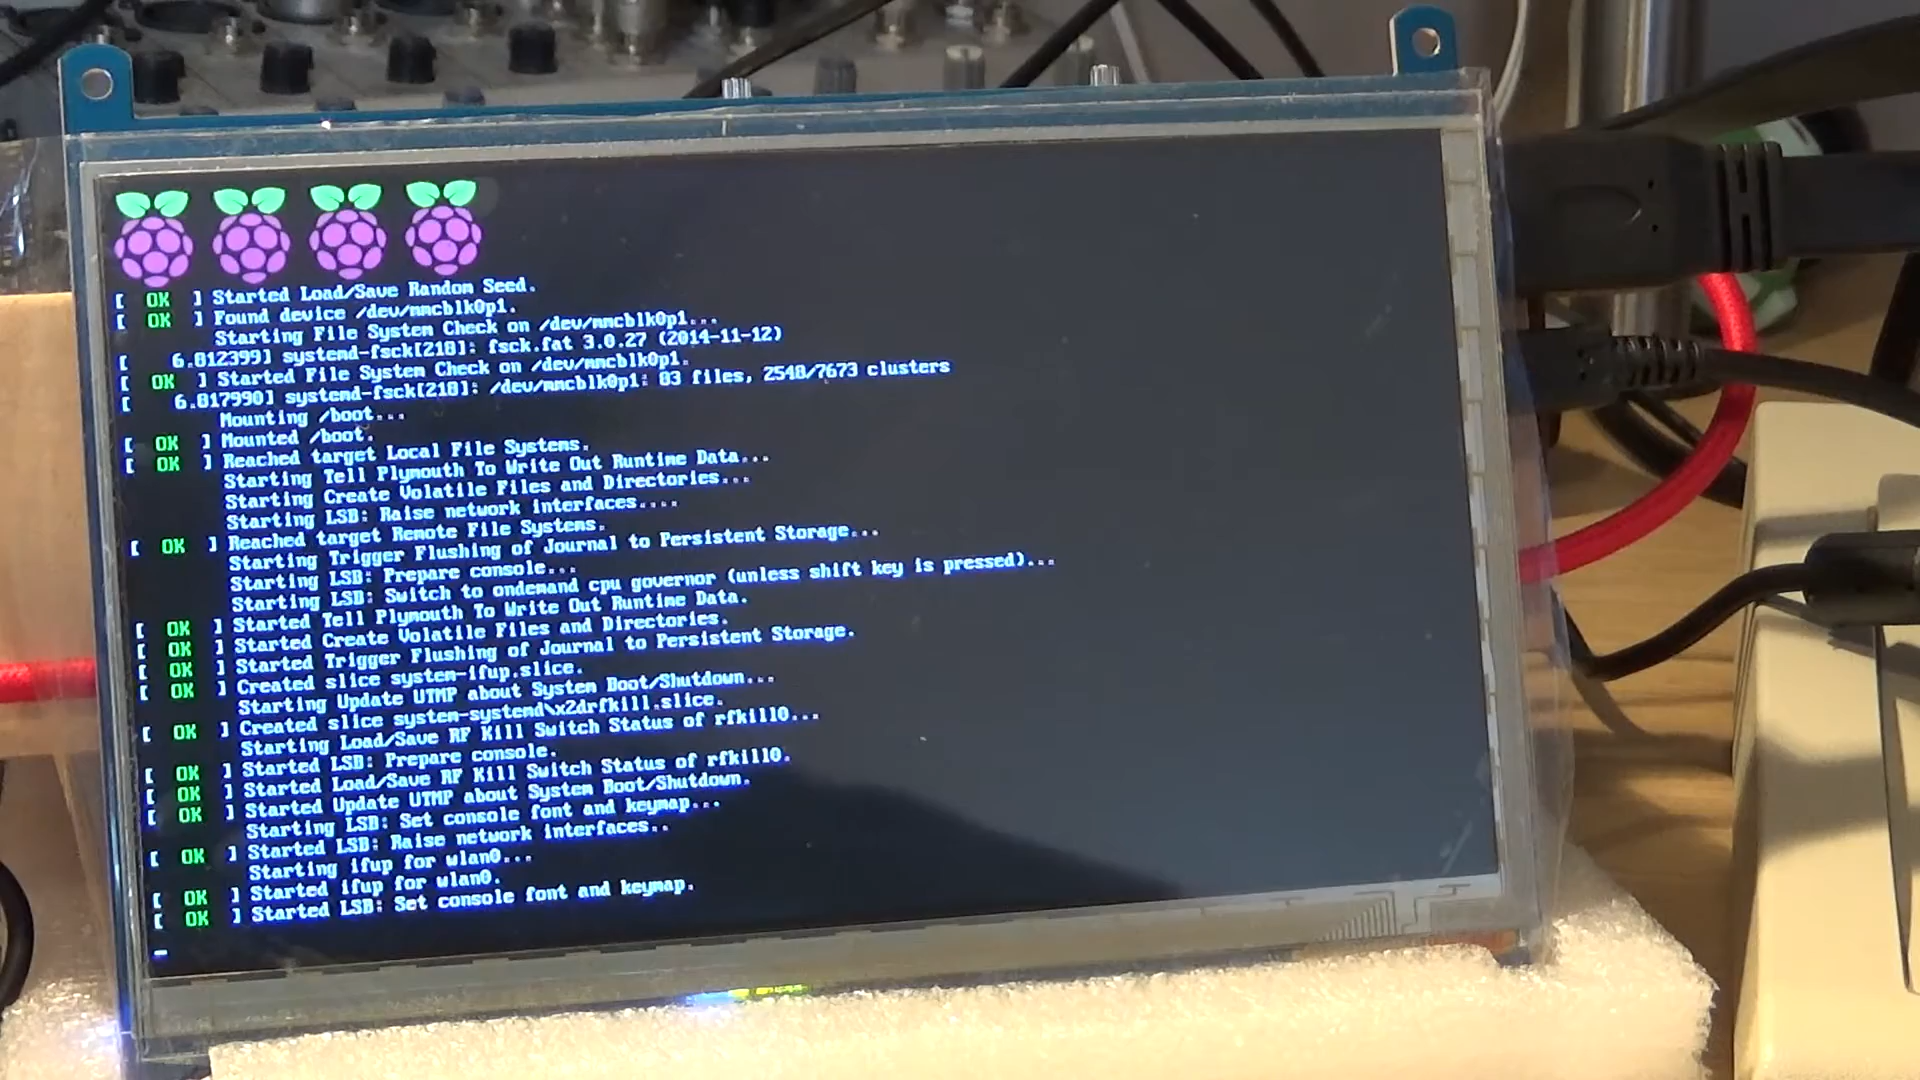 [ OK ] Started Load/Save Random Seed.
[ OK ] Found device /dev/mmcblk0p1.
Starting File System Check on /dev/mmcblk0p1...
[ 6.812399] systemd-fsck[218]: fsck.fat 3.0.27 (2014-11-12)
[ OK ] Started File System Check on /dev/mmcblk0p1.
[ 6.817990] systemd-fsck[218]: /dev/mmcblk0p1: 83 files, 2548/7673 clusters
Mounting /boot...
[ OK ] Mounted /boot.
[ OK ] Reached target Local File Systems.
Starting Tell Plymouth To Write Out Runtime Data...
Starting Create Volatile Files and Directories...
Starting LSB: Raise network interfaces....
[ OK ] Reached target Remote File Systems.
Starting Trigger Flushing of Journal to Persistent Storage...
Starting LSB: Prepare console...
Starting LSB: Switch to ondemand cpu governor (unless shift key is pressed)...
[ OK ] Started Tell Plymouth To Write Out Runtime Data.
[ OK ] Started Create Volatile Files and Directories.
[ OK ] Started Trigger Flushing of Journal to Persistent Storage.
[ OK ] Created slice system-ifup.slice.
Starting Update UTMP about System Boot/Shutdown...
[ OK ] Created slice system-systemd\x2drfkill.slice.
Starting Load/Save RF Kill Switch Status of rfkill0...
[ OK ] Started LSB: Prepare console.
[ OK ] Started Load/Save RF Kill Switch Status of rfkill0.
[ OK ] Started Update UTMP about System Boot/Shutdown.
Starting LSB: Set console font and keymap...
[ OK ] Started LSB: Raise network interfaces..
Starting ifup for wlan0...
[ OK ] Started ifup for wlan0.
[ OK ] Started LSB: Set console font and keymap.